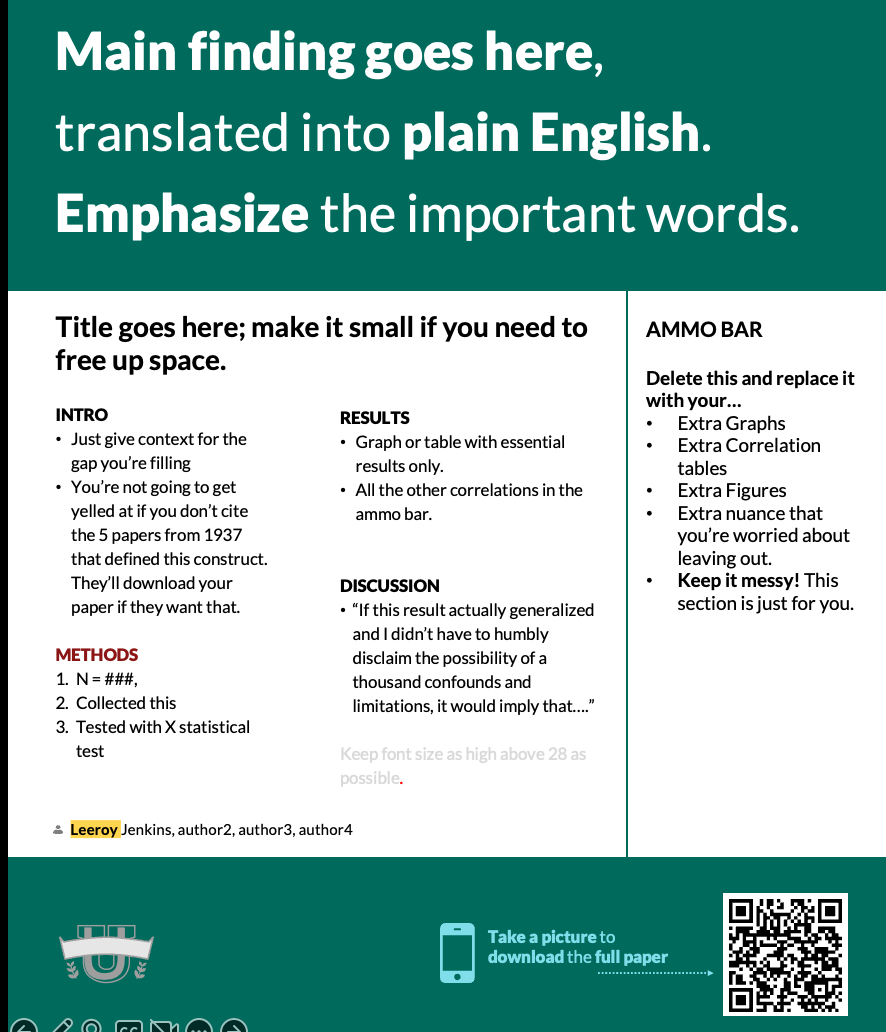 Main finding goes here,
translated into plain English.
Emphasize the important words.
Title goes here; make it small if you need to
free up space.
INTRO
• Just give context for the
gap you’re filling
• You’re not going to get
yelled at if you don’t cite
the 5 papers from 1937
that defined this construct.
They’ll download your
paper if they want that.
METHODS
1. N = ###,
2. Collected this
3. Tested with X statistical
test
RESULTS
• Graph or table with essential
results only.
• All the other correlations in the
ammo bar.
DISCUSSION
• “If this result actually generalized
and I didn’t have to humbly
disclaim the possibility of a
thousand confounds and
limitations, it would imply that….”
Keep font size as high above 28 as
possible.
Leeroy Jenkins, author2, author3, author4
AMMO BAR
Delete this and replace it
with your…
• Extra Graphs
• Extra Correlation
tables
• Extra Figures
• Extra nuance that
you’re worried about
leaving out.
• Keep it messy! This
section is just for you.
U
Take a picture to
download the full paper
CC